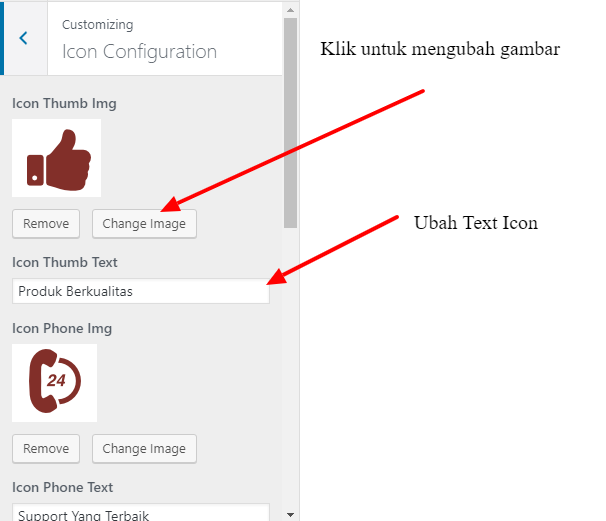 Customizing
Icon Configuration
Klik untuk mengubah gambar
Icon Thumb Img
Remove
Change Image
Ubah Text Icon
Icon Thumb Text
Produk Berkualitas
Icon Phone Img
24
Remove
Change Image
Icon Phone Text
Support Yang Terbaik